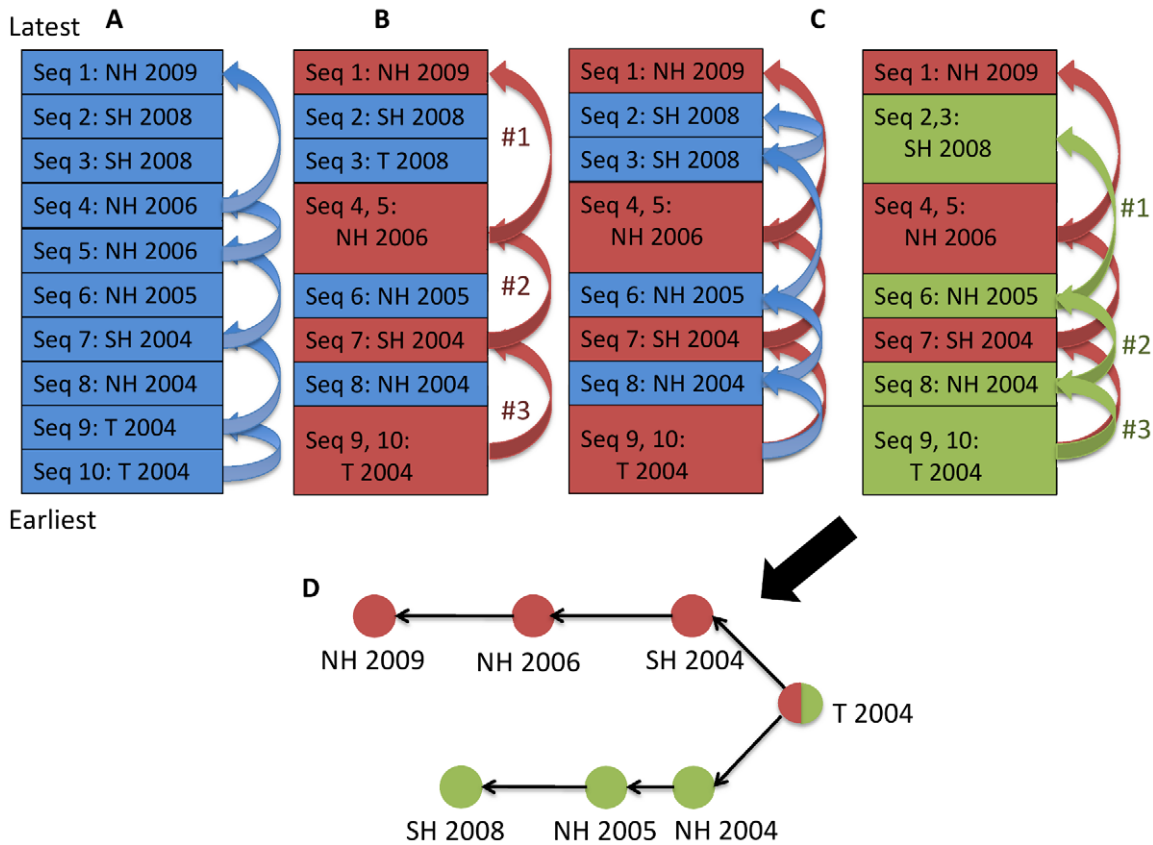 A
B
C
Latest
Seq 1: NH 2009
Seq 2: SH 2008
Seq 3: SH 2008
Seq 4: NH 2006
Seq 5: NH 2006
Seq 6: NH 2005
Seq 7: SH 2004
Seq 8: NH 2004
Seq 9: T 2004
Seq 10: T 2004
Earliest
Seq 1: NH 2009
Seq 2: SH 2008
Seq 3: T 2008
Seq 4, 5:
NH 2006
Seq 6: NH 2005
Seq 7: SH 2004
Seq 8: NH 2004
Seq 9, 10:
T 2004
#1
#2
#3
Seq 1: NH 2009
Seq 2: SH 2008
Seq 3: SH 2008
Seq 4, 5:
NH 2006
Seq 6: NH 2005
Seq 7: SH 2004
Seq 8: NH 2004
Seq 9, 10:
T 2004
Seq 1: NH 2009
Seq 2,3:
SH 2008
Seq 4, 5:
NH 2006
Seq 6: NH 2005
Seq 7: SH 2004
Seq 8: NH 2004
Seq 9, 10:
T 2004
#1
#2
#3
D
NH 2009
NH 2006
SH 2004
T 2004
SH 2008
NH 2005
NH 2004